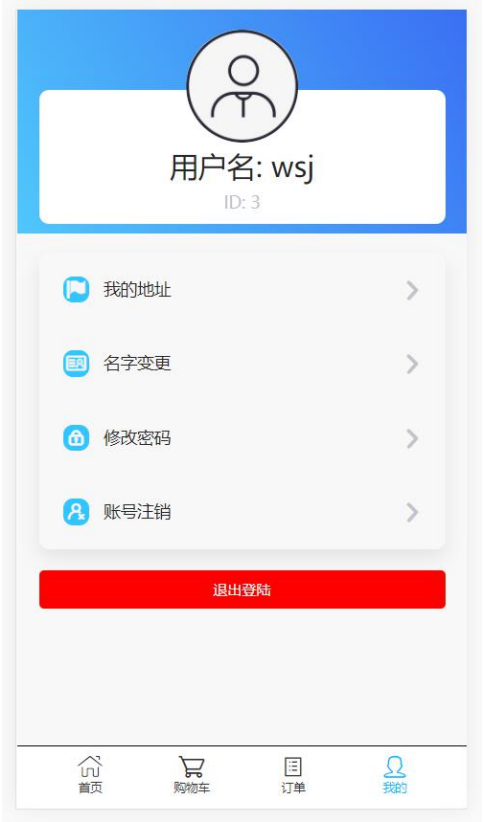 用户名: wsj
ID: 3
我的地址
名字变更
修改密码
账号注销
退出登陆
首页
购物车
订单
我的